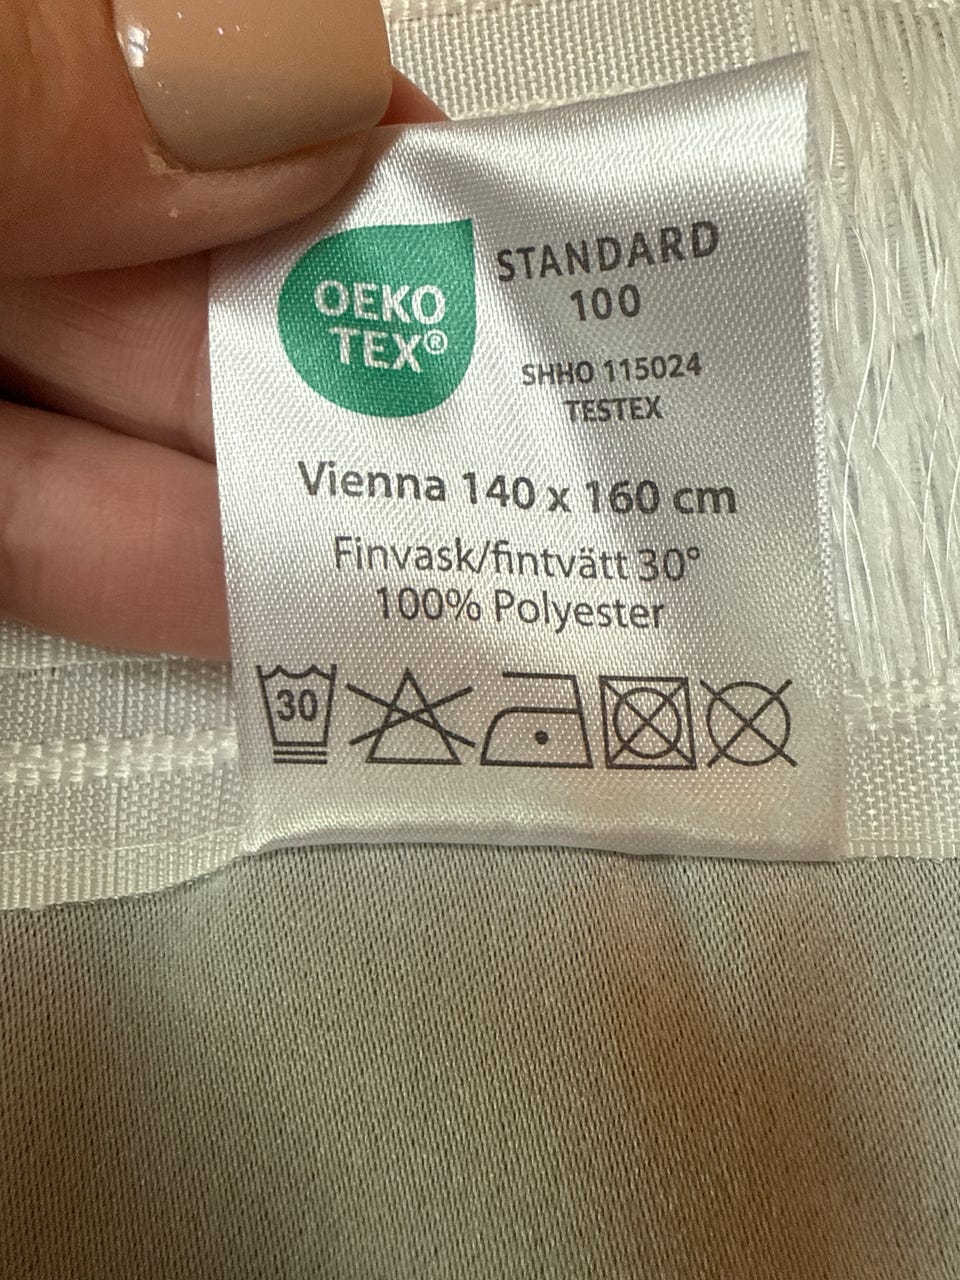 OEKO
TEX®
STANDARD
100
SHHO 115024
TESTEX
Vienna 140 x 160 cm
Finvask/fintvätt 30°
100% Polyester
30